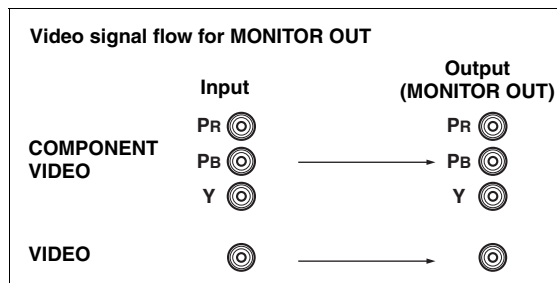 Video signal flow for MONITOR OUT
Input
Output
(MONITOR OUT)
PR
PR
COMPONENT
VIDEO
PB
PB
Y
Y
VIDEO